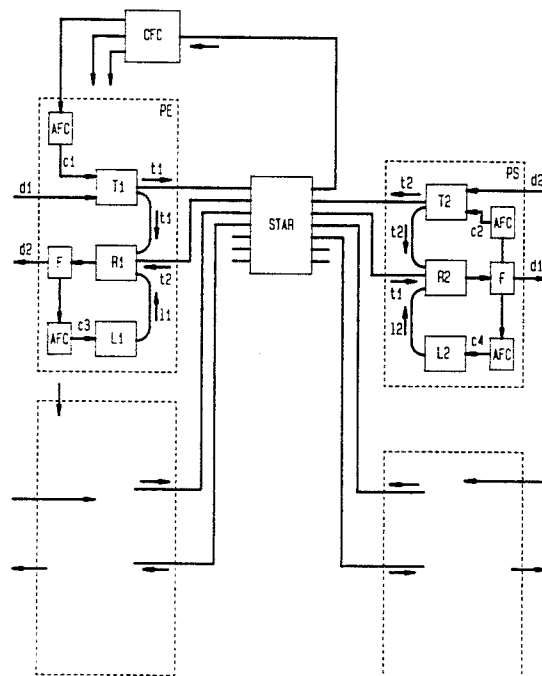 CFC
PE
AFC
c1
T1
t1
d1
t1
STAR
PS
t2
T2
d2
c2
AFC
t2
d2
F
R1
t2
t1
R2
F
d1
l1
l2
AFC
c3
L1
L2
c4
AFC